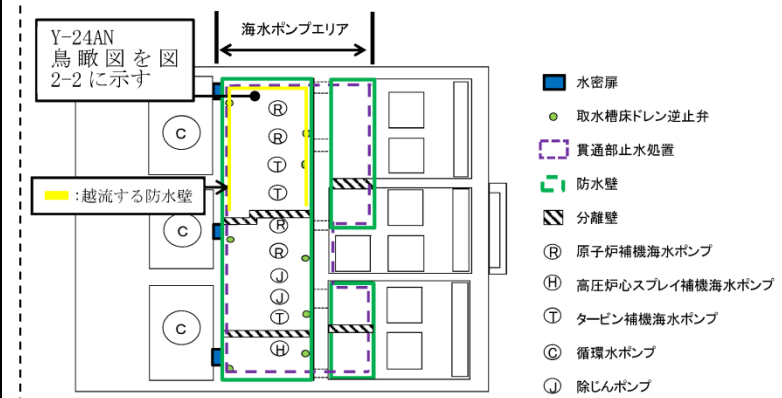 海水ポンプエリア
Y-24AN
鳥瞰図を図
2-2 に示す
:越流する防水壁
C
C
C
R
R
T
T
R
R
J
J
T
H
水密扉
取水槽床ドレン逆止弁
貫通部止水処置
防水壁
分離壁
R 原子炉補機海水ポンプ
H 高圧炉心スプレイ補機海水ポンプ
T タービン補機海水ポンプ
C 循環水ポンプ
J 除じんポンプ